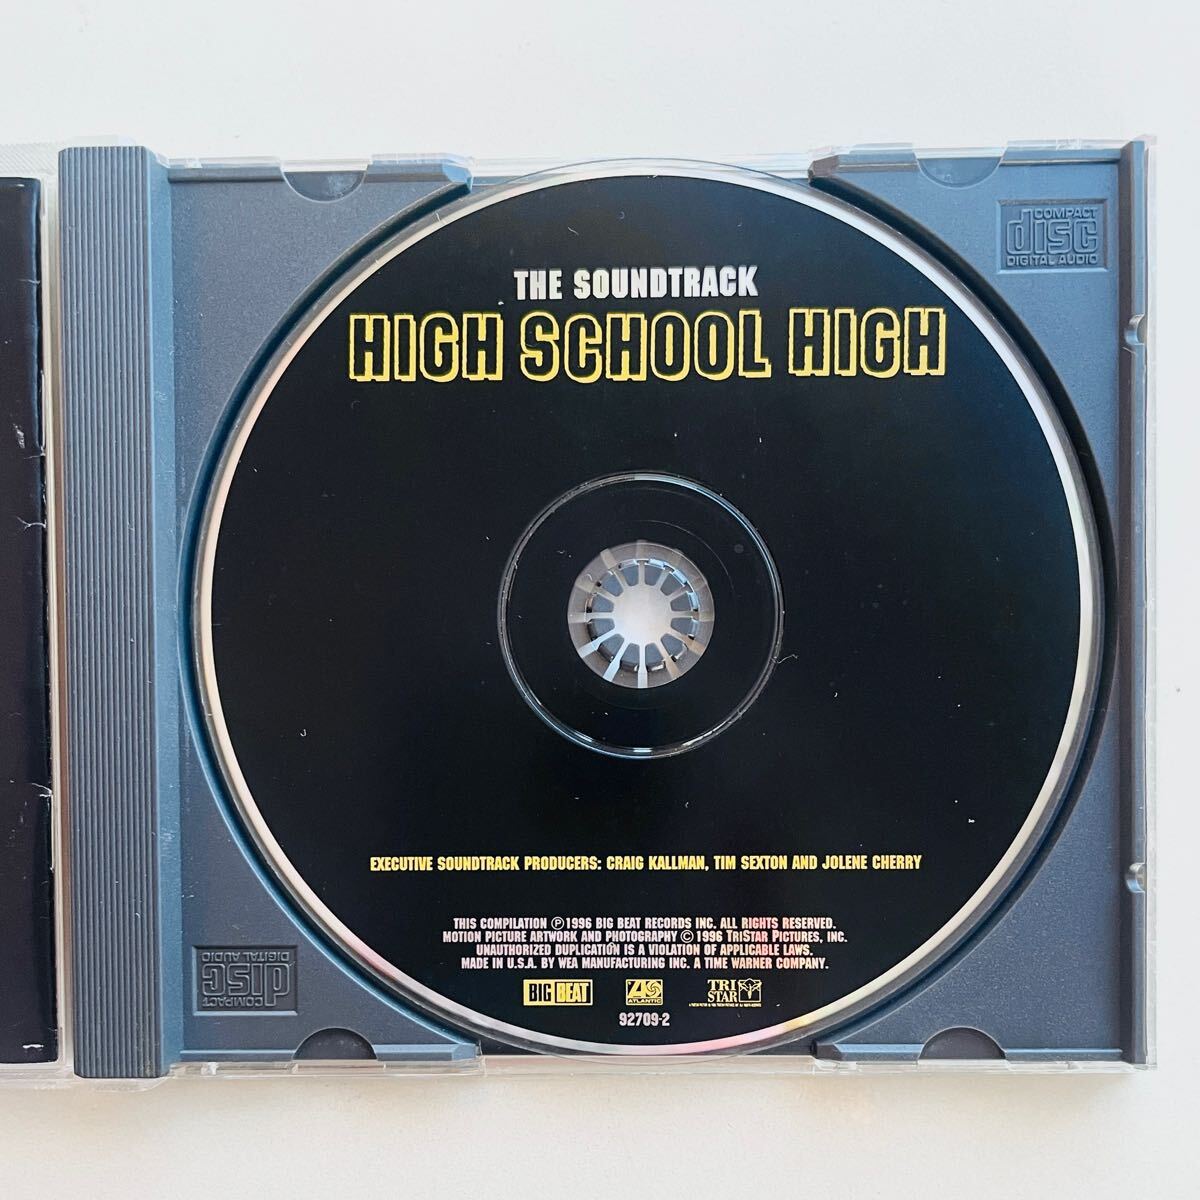 COMPACT
disc
DIGITAL AUDIO
THE SOUNDTRACK
HIGH SCHOOL HIGH
EXECUTIVE SOUNDTRACK PRODUCERS: CRAIG KALLMAN, TIM SEXTON AND JOLENE CHERRY
THIS COMPILATION Ⓟ 1996 BIG BEAT RECORDS INC. ALL RIGHTS RESERVED.
MOTION PICTURE ARTWORK AND PHOTOGRAPHY © 1996 TRISTAR PICTURES, INC.
UNAUTHORIZED DUPLICATION IS A VIOLATION OF APPLICABLE LAWS.
MADE IN U.S.A. BY WEA MANUFACTURING INC. A TIME WARNER COMPANY.
BIG BEAT
ATLANTIC
TRI
STAR
92709-2
COMPACT
disc
DIGITAL AUDIO